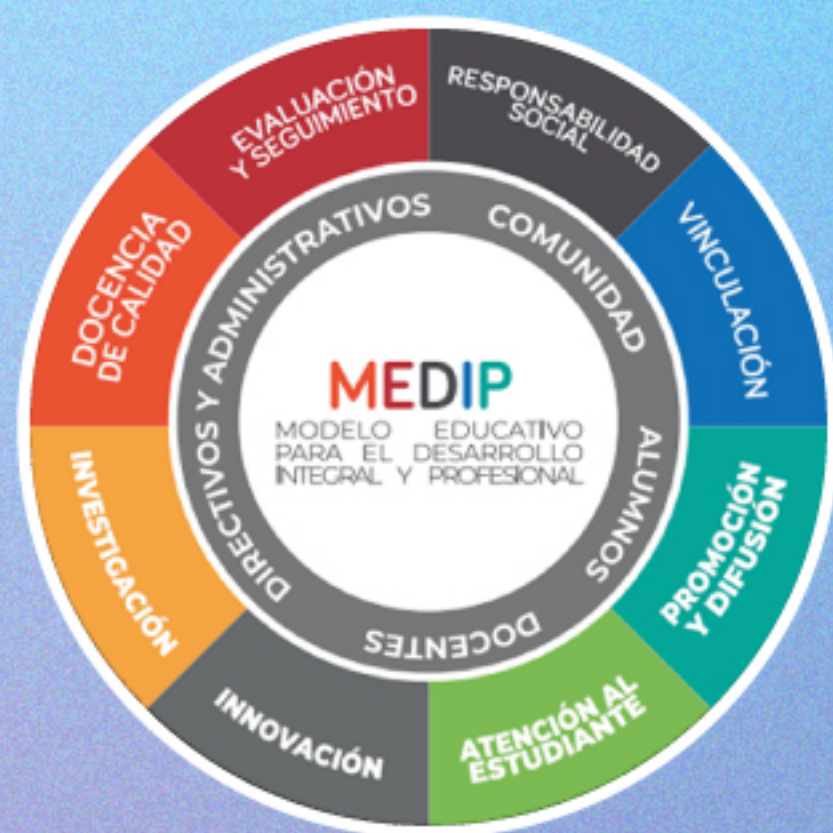 EVALUACIÓN
Y SEGUIMIENTO
RESPONSABILIDAD
SOCIAL
VINCULACIÓN
PROMOCIÓN
Y DIFUSIÓN
ATENCIÓN AL
ESTUDIANTE
INNOVACIÓN
INVESTIGACIÓN
DOCENCIA
DE CALIDAD
DIRECTIVOS Y ADMINISTRATIVOS
COMUNIDAD
ALUMNOS
DOCENTES
MEDIP
MODELO EDUCATIVO
PARA EL DESARROLLO
INTEGRAL Y PROFESIONAL